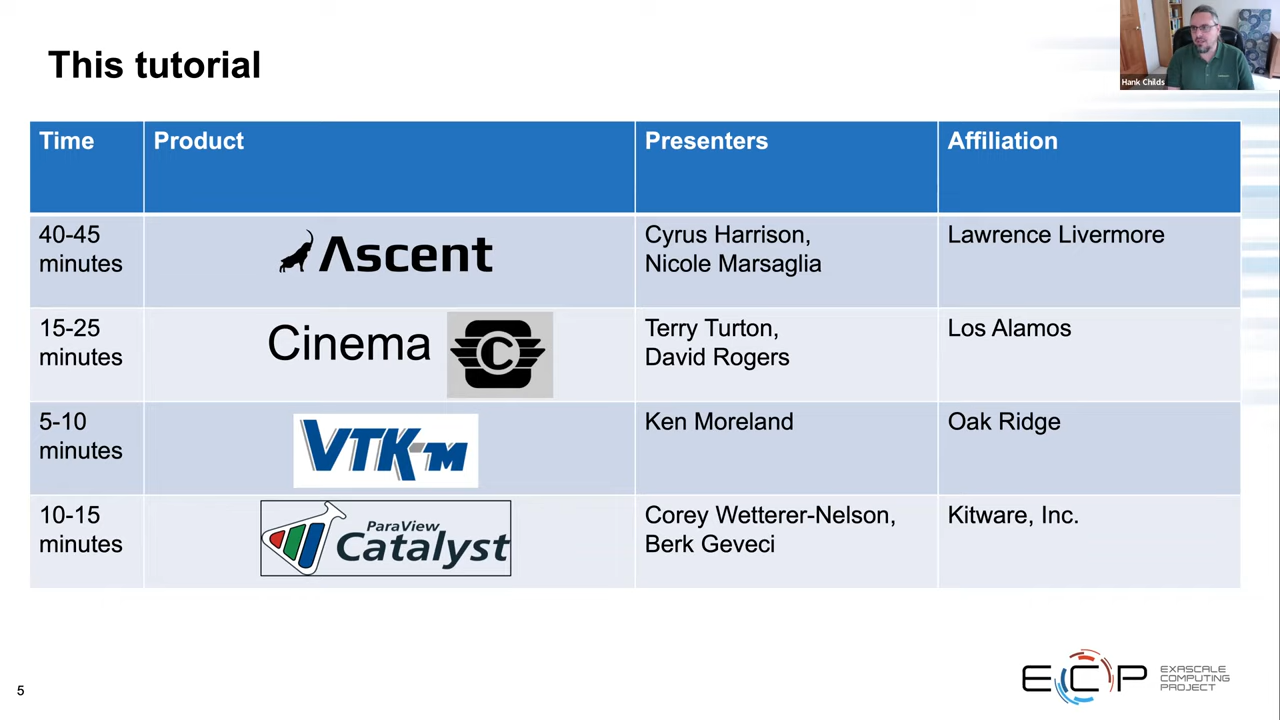 This tutorial
Hank Childs
Time Product Presenters Affiliation
40-45
minutes
Ascent
Cyrus Harrison,
Nicole Marsaglia
Lawrence Livermore
15-25
minutes
Cinema C
Terry Turton,
David Rogers
Los Alamos
5-10
minutes
VTK-m
Ken Moreland
Oak Ridge
10-15
minutes
ParaView
Catalyst
Corey Wetterer-Nelson,
Berk Geveci
Kitware, Inc.
5
ECP
EXASCALE
COMPUTING
PROJECT